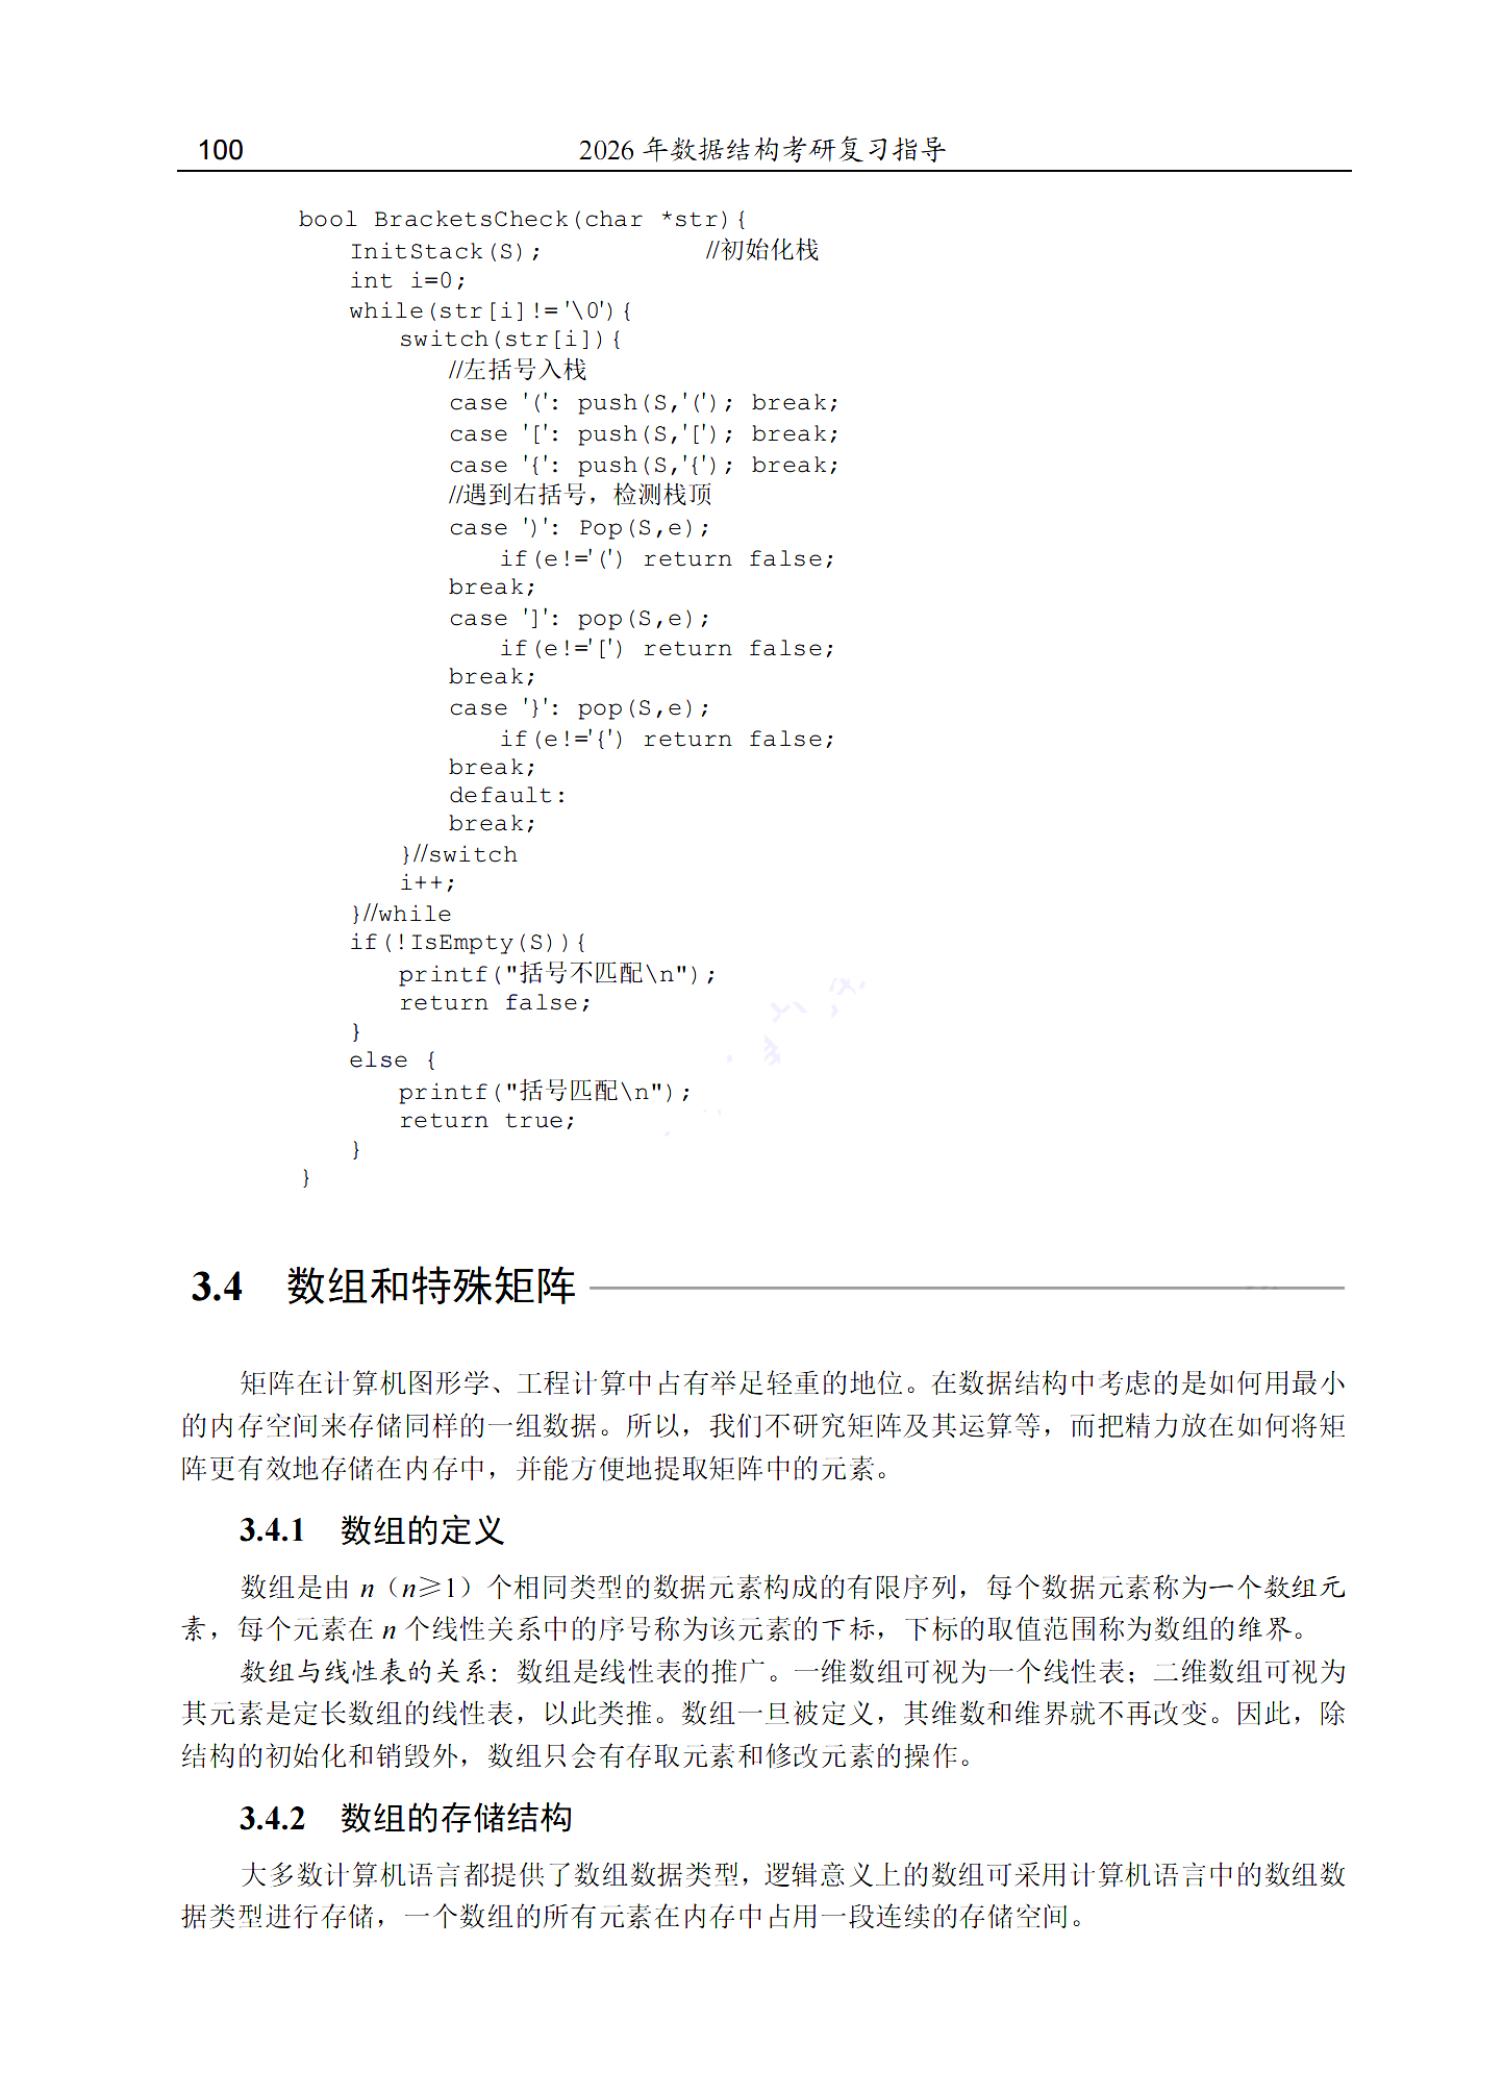 100
2026 年数据结构考研复习指导
bool BracketsCheck(char *str){
InitStack(S); //初始化栈
int i=0;
while(str[i]!='\0'){
switch(str[i]){
//左括号入栈
case '(': push(S,'('); break;
case '[': push(S,'['); break;
case '{': push(S,'{'); break;
//遇到右括号，检测栈顶
case ')': Pop(S,e);
if(e!='(') return false;
break;
case ']': pop(S,e);
if(e!='[') return false;
break;
case '}': pop(S,e);
if(e!='{') return false;
break;
default:
break;
}//switch
i++;
}//while
if(!IsEmpty(S)){
printf("括号不匹配\n");
return false;
}
else {
printf("括号匹配\n");
return true;
}
}
3.4 数组和特殊矩阵
矩阵在计算机图形学、工程计算中占有举足轻重的地位。在数据结构中考虑的是如何用最小
的内存空间来存储同样的一组数据。所以，我们不研究矩阵及其运算等，而把精力放在如何将矩
阵更有效地存储在内存中，并能方便地提取矩阵中的元素。
3.4.1 数组的定义
数组是由 n（n≥1）个相同类型的数据元素构成的有限序列，每个数据元素称为一个数组元
素，每个元素在 n 个线性关系中的序号称为该元素的下标，下标的取值范围称为数组的维界。
数组与线性表的关系：数组是线性表的推广。一维数组可视为一个线性表；二维数组可视为
其元素是定长数组的线性表，以此类推。数组一旦被定义，其维数和维界就不再改变。因此，除
结构的初始化和销毁外，数组只会有存取元素和修改元素的操作。
3.4.2 数组的存储结构
大多数计算机语言都提供了数组数据类型，逻辑意义上的数组可采用计算机语言中的数组数
据类型进行存储，一个数组的所有元素在内存中占用一段连续的存储空间。